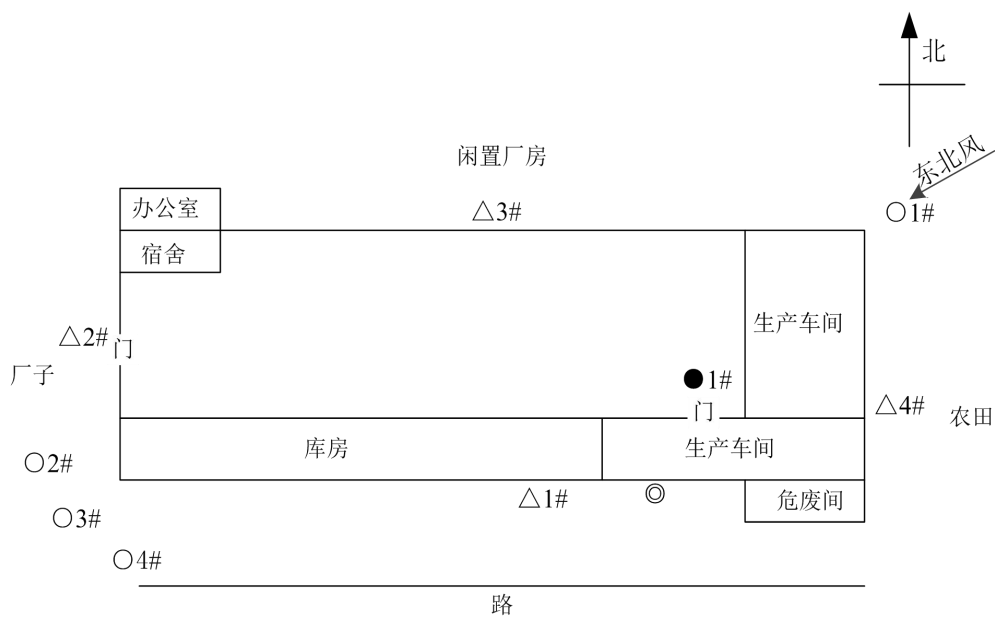 北
东北风
闲置厂房
办公室
△3#
○1#
宿舍
生产车间
△2#
门
厂子
●1#
△4#
门
农田
库房
生产车间
○2#
△1#
◎
危废间
○3#
○4#
路